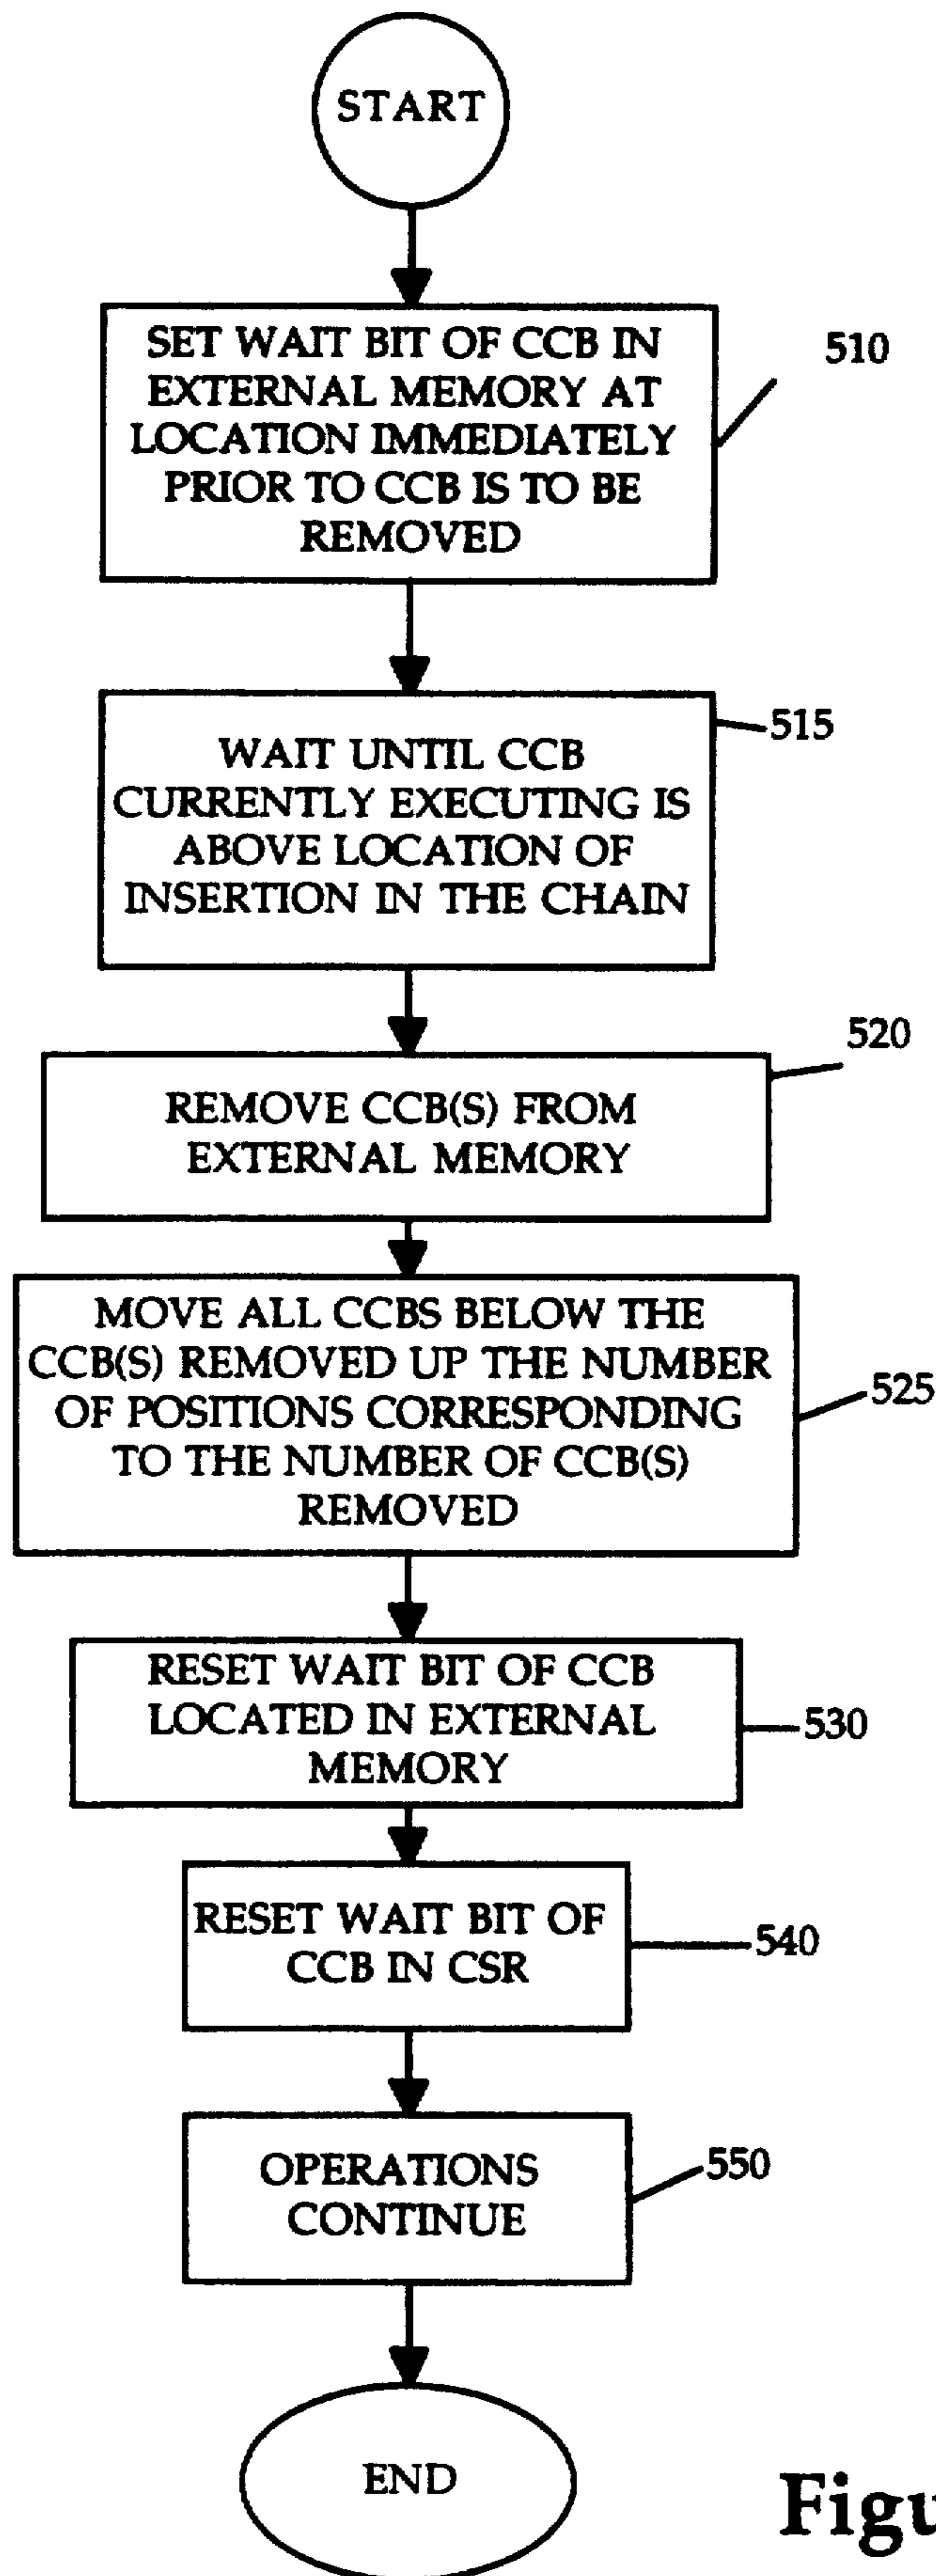 START
SET WAIT BIT OF CCB IN
EXTERNAL MEMORY AT
LOCATION IMMEDIATELY
PRIOR TO CCB IS TO BE
REMOVED
510
WAIT UNTIL CCB
CURRENTLY EXECUTING IS
ABOVE LOCATION OF
INSERTION IN THE CHAIN
515
REMOVE CCB(S) FROM
EXTERNAL MEMORY
520
MOVE ALL CCBS BELOW THE
CCB(S) REMOVED UP THE NUMBER
OF POSITIONS CORRESPONDING
TO THE NUMBER OF CCB(S)
REMOVED
525
RESET WAIT BIT OF CCB
LOCATED IN EXTERNAL
MEMORY
530
RESET WAIT BIT OF
CCB IN CSR
540
OPERATIONS
CONTINUE
550
END